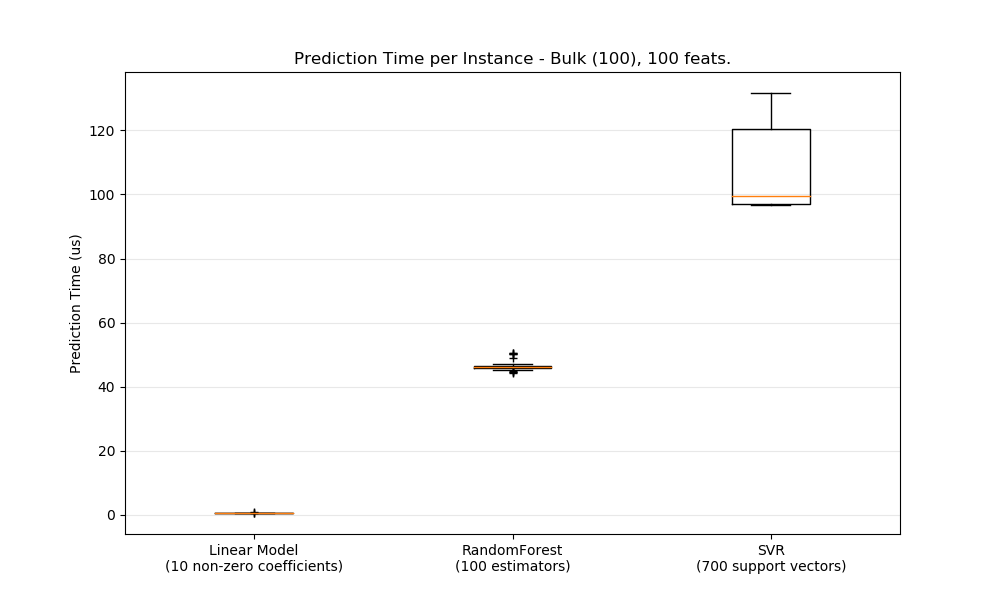 Prediction Time per Instance - Bulk (100), 100 feats.
Prediction Time (us)
120
100
80
60
40
20
0
Linear Model
(10 non-zero coefficients)
RandomForest
(100 estimators)
SVR
(700 support vectors)